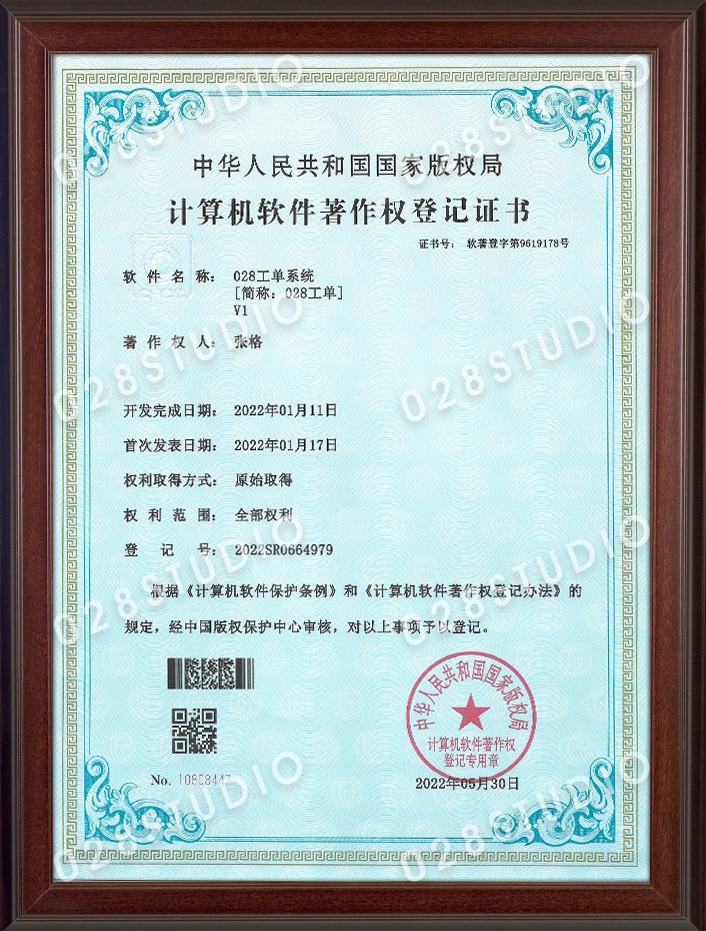 中华人民共和国国家版权局
计算机软件著作权登记证书
证书号： 软著登字第9619178号
软件名称： 028工单系统
[简称：028工单]
V1
著作权人： 张格
开发完成日期： 2022年01月11日
首次发表日期： 2022年01月17日
权利取得方式： 原始取得
权利范围： 全部权利
登记号： 2022SR0664979
根据《计算机软件保护条例》和《计算机软件著作权登记办法》的
规定，经中国版权保护中心审核，对以上事项予以登记。
中华人民共和国国家版权局
计算机软件著作权
登记专用章
No.
2022年05月30日
028STUDIO
028STUDIO
028STUDIO
028STUDIO
028STUDIO
028STUDIO
028STUDIO
028STUDIO